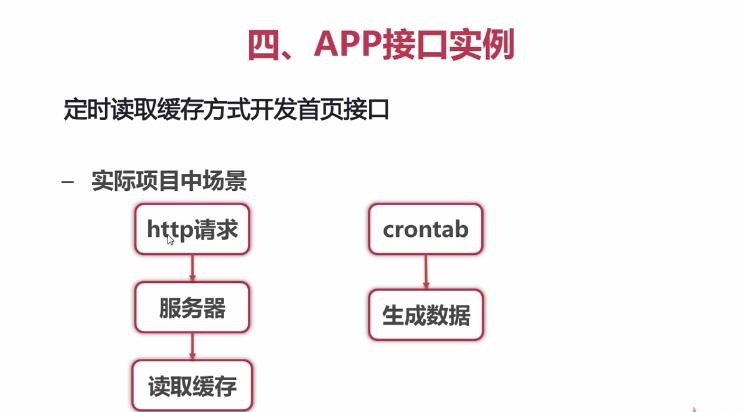 四、APP接口实例
定时读取缓存方式开发首页接口
– 实际项目中场景
http请求
crontab
服务器
生成数据
读取缓存